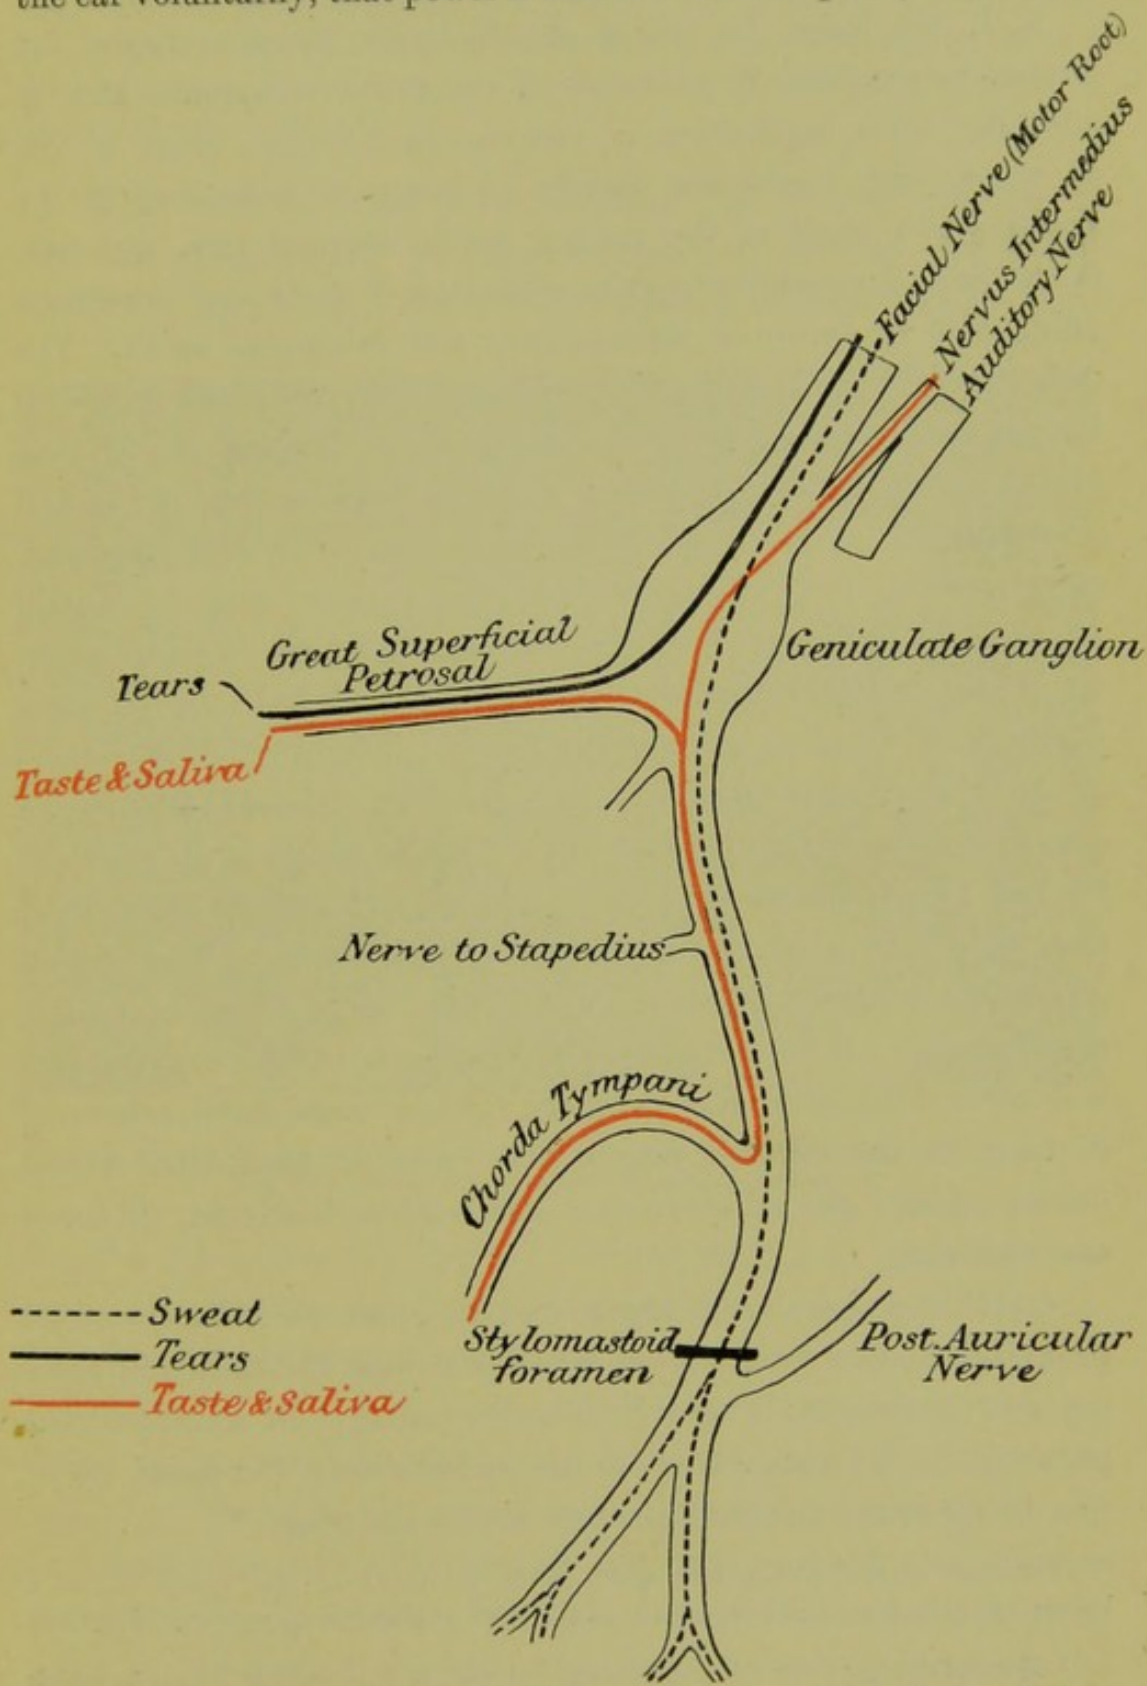 Facial Nerve (Motor Root)
Nervus Intermedius
Auditory Nerve
Great Superficial
Petrosal
Geniculate Ganglion
Tears
Taste & Saliva
Nerve to Stapedius
Chorda Tympani
Sweat
Tears
Taste & Saliva
Stylomastoid
foramen
Post. Auricular
Nerve